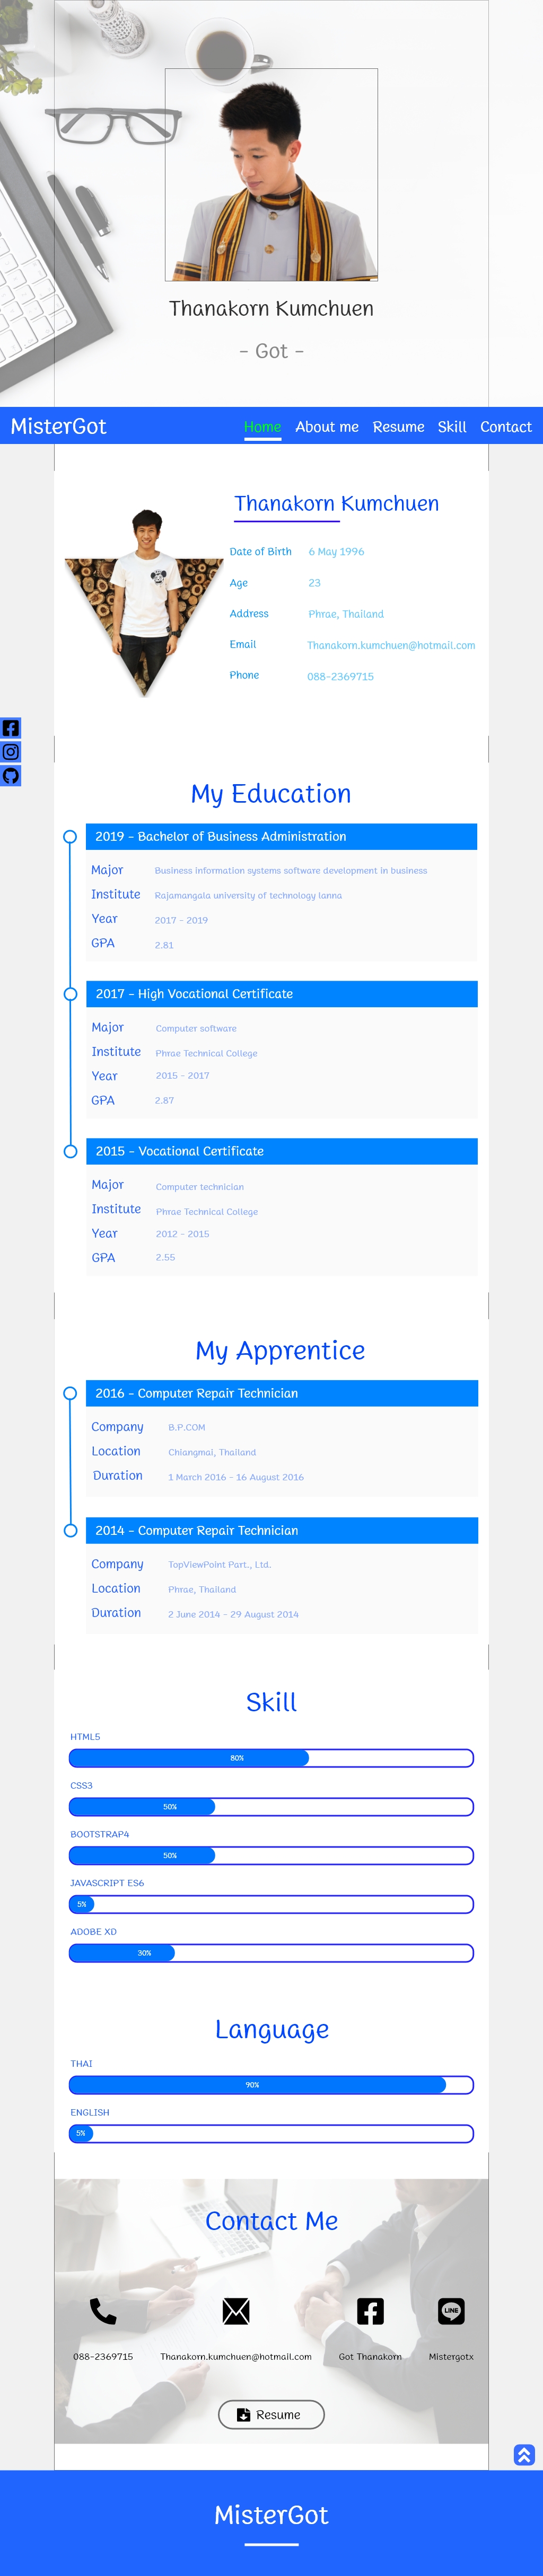 Thanakorn Kumchuen
- Got -
MisterGot
Home About me Resume Skill Contact
Thanakorn Kumchuen
Date of Birth 6 May 1996
Age 23
Address Phrae, Thailand
Email Thanakorn.kumchuen@hotmail.com
Phone 088-2369715
My Education
2019 - Bachelor of Business Administration
Major Business information systems software development in business
Institute Rajamangala university of technology lanna
Year 2017 - 2019
GPA 2.81
2017 - High Vocational Certificate
Major Computer software
Institute Phrae Technical College
Year 2015 - 2017
GPA 2.87
2015 - Vocational Certificate
Major Computer technician
Institute Phrae Technical College
Year 2012 - 2015
GPA 2.55
My Apprentice
2016 - Computer Repair Technician
Company B.P.COM
Location Chiangmai, Thailand
Duration 1 March 2016 - 16 August 2016
2014 - Computer Repair Technician
Company TopViewPoint Part., Ltd.
Location Phrae, Thailand
Duration 2 June 2014 - 29 August 2014
Skill
HTML5
80%
CSS3
50%
BOOTSTRAP4
50%
JAVASCRIPT ES6
5%
ADOBE XD
30%
Language
THAI
90%
ENGLISH
5%
Contact Me
LINE
088-2369715 Thanakorn.kumchuen@hotmail.com Got Thanakorn Mistergotx
Resume
MisterGot